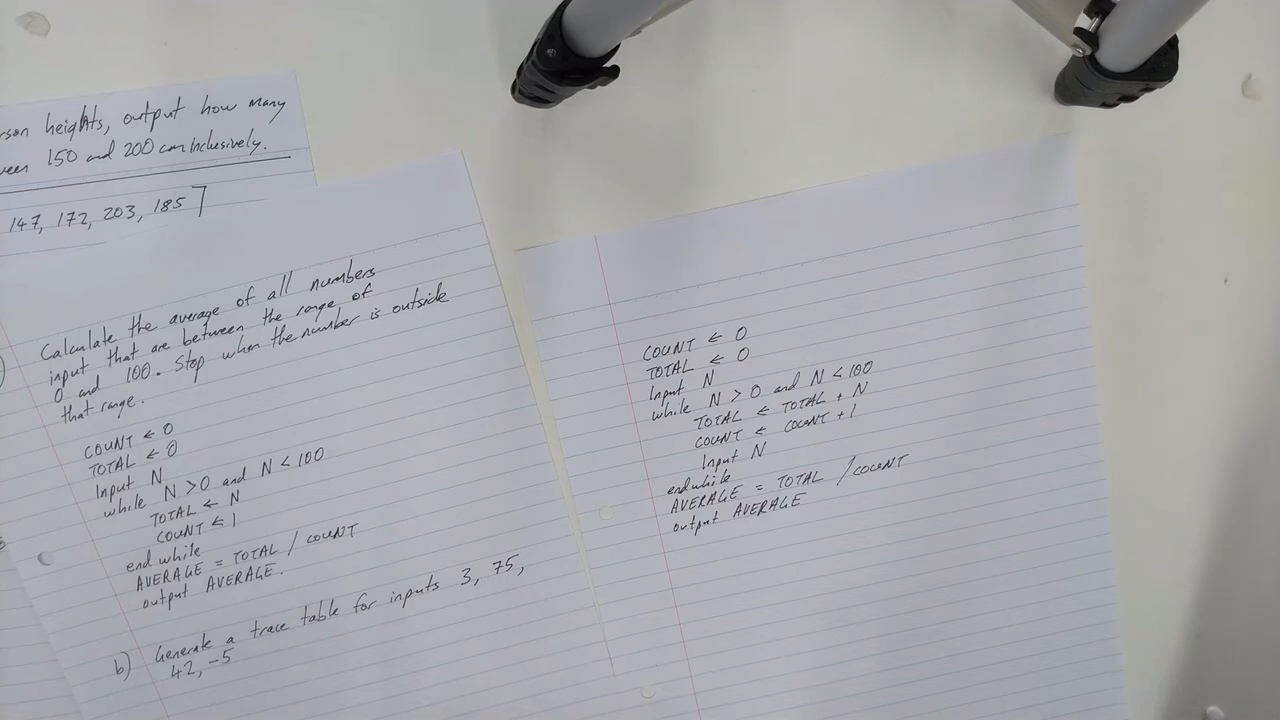 rson heights, output how many
ween 150 and 200 cm inclusively.
147, 172, 203, 185]
Calculate the average of all numbers
input that are between the range of
0 and 100. Stop when the number is outside
that range.
COUNT ← 0
TOTAL ← 0
Input N
while N > 0 and N < 100
TOTAL ← N
COUNT ← 1
end while
AVERAGE = TOTAL / COUNT
output AVERAGE.
b) Generate a trace table for inputs 3, 75,
42, -5
COUNT ← 0
TOTAL ← 0
Input N
while N > 0 and N < 100
TOTAL ← TOTAL + N
COUNT ← COUNT + 1
Input N
endwhile
AVERAGE = TOTAL / COUNT
output AVERAGE